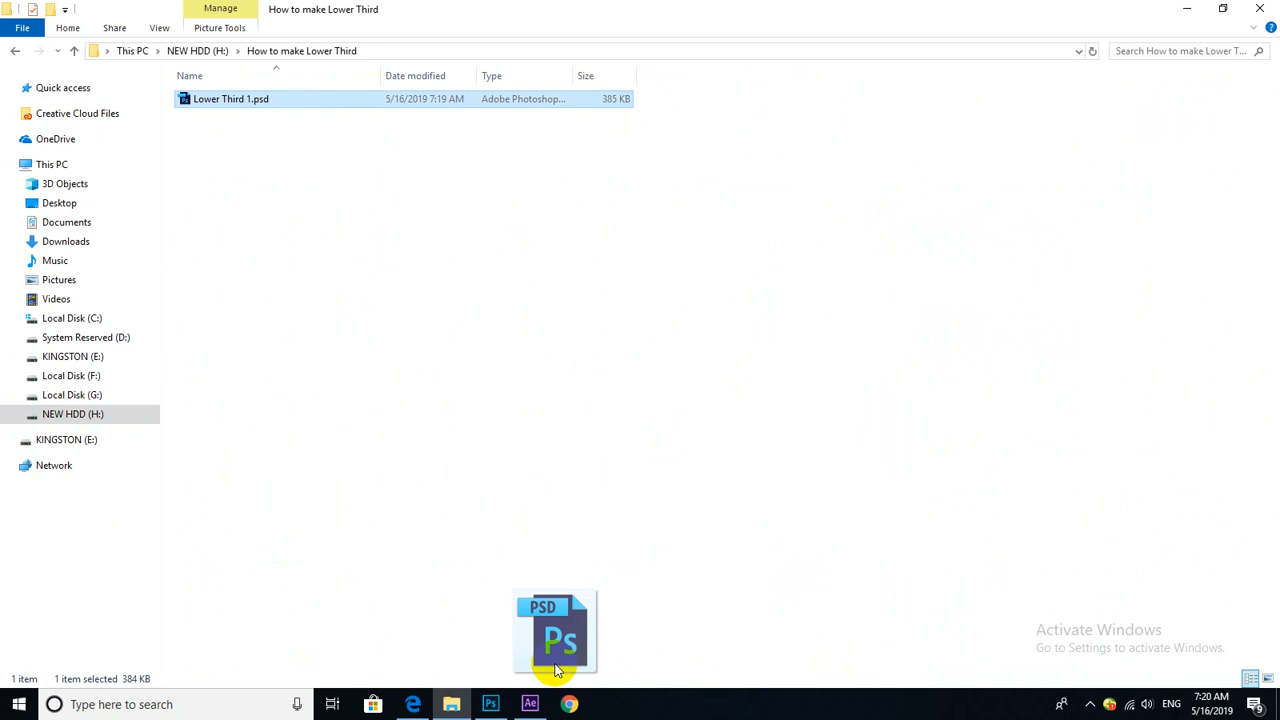 Manage
How to make Lower Third
File
Home
Share
View
Picture Tools
This PC
NEW HDD (H:)
How to make Lower Third
Search How to make Lower T...
Name
Date modified
Type
Size
Lower Third 1.psd
5/16/2019 7:19 AM
Adobe Photoshop...
385 KB
Quick access
Creative Cloud Files
OneDrive
This PC
3D Objects
Desktop
Documents
Downloads
Music
Pictures
Videos
Local Disk (C:)
System Reserved (D:)
KINGSTON (E:)
Local Disk (F:)
Local Disk (G:)
NEW HDD (H:)
KINGSTON (E:)
Network
PSD
Ps
Activate Windows
Go to Settings to activate Windows.
1 item
1 item selected 384 KB
Type here to search
Ps
Ae
ENG
7:20 AM
5/16/2019